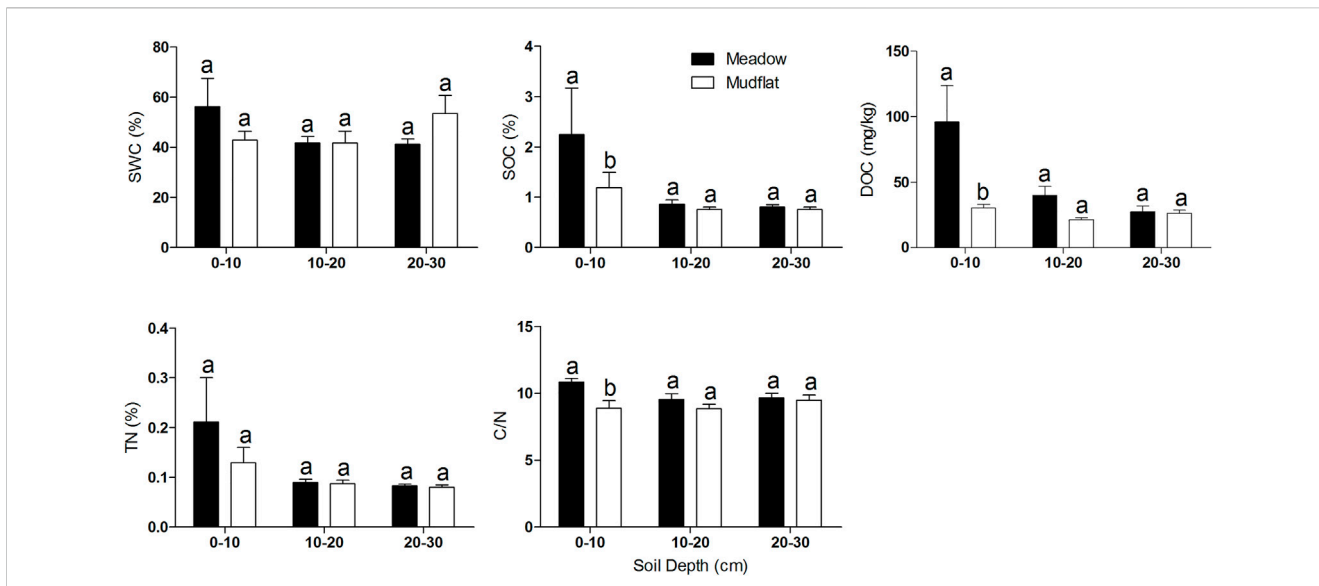 80
60
40
20
0
SWC (%)
a
a
a
a
a
a
0-10
10-20
20-30
4
3
2
1
0
SOC (%)
a
b
a
a
a
a
Meadow
Mudflat
0-10
10-20
20-30
150
100
50
0
DOC (mg/kg)
a
b
a
a
a
a
0-10
10-20
20-30
0.4
0.3
0.2
0.1
0.0
TN (%)
a
a
a
a
a
a
0-10
10-20
20-30
15
10
5
0
C/N
a
b
a
a
a
a
0-10
10-20
20-30
Soil Depth (cm)